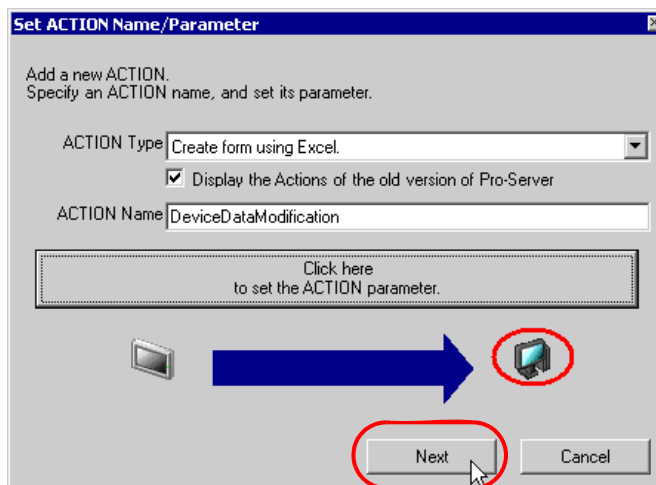 Set ACTION Name/Parameter
Add a new ACTION.
Specify an ACTION name, and set its parameter.
ACTION Type Create form using Excel.
Display the Actions of the old version of Pro-Server
ACTION Name DeviceDataModification
Click here
to set the ACTION parameter.
Next Cancel